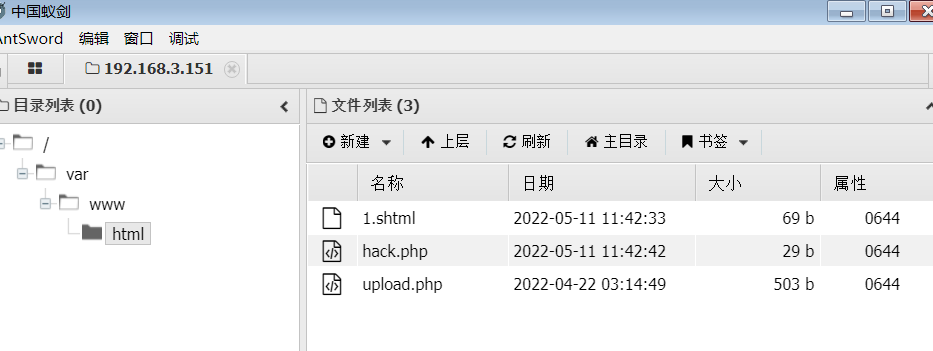 中国蚁剑
AntSword 编辑 窗口 调试
192.168.3.151
目录列表 (0)
/
var
www
html
文件列表 (3)
新建 上层 刷新 主目录 书签
名称 日期 大小 属性
1.shtml 2022-05-11 11:42:33 69 b 0644
hack.php 2022-05-11 11:42:42 29 b 0644
upload.php 2022-04-22 03:14:49 503 b 0644